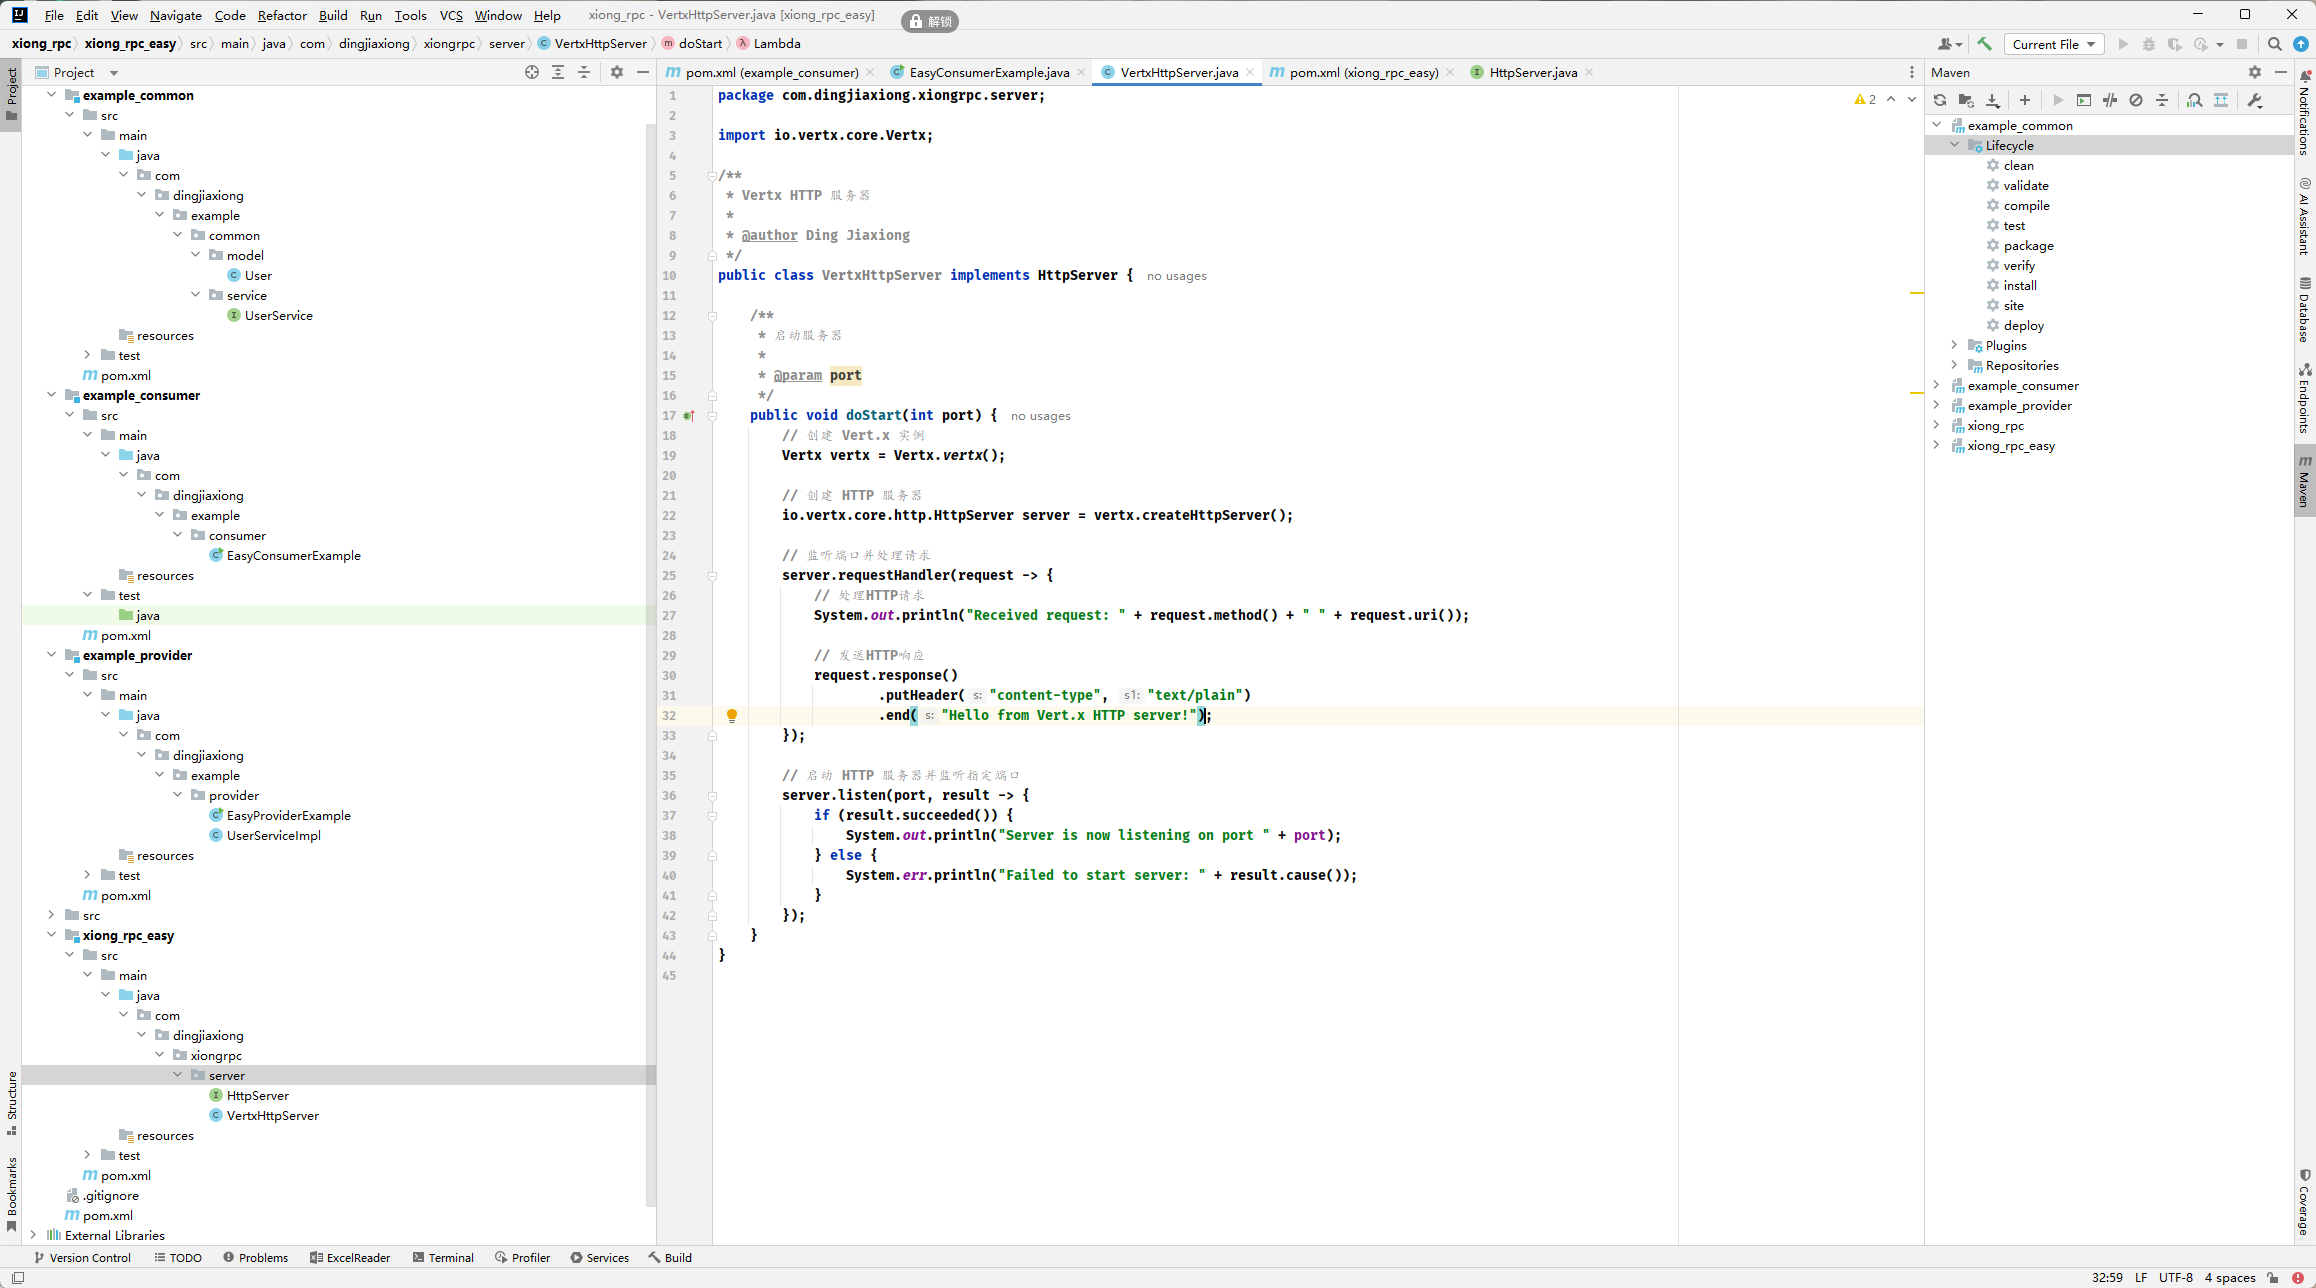 File Edit View Navigate Code Refactor Build Run Tools VCS Window Help xiong_rpc - VertxHttpServer.java [xiong_rpc_easy] 解锁
xiong_rpc xiong_rpc_easy src main java com dingjiaxiong xiongrpc server VertxHttpServer doStart Lambda Current File
Project
Project
example_common
src
main
java
com
dingjiaxiong
example
common
model
User
service
UserService
resources
test
pom.xml
example_consumer
src
main
java
com
dingjiaxiong
example
consumer
EasyConsumerExample
resources
test
java
pom.xml
example_provider
src
main
java
com
dingjiaxiong
example
provider
EasyProviderExample
UserServiceImpl
resources
test
pom.xml
src
xiong_rpc_easy
src
main
java
com
dingjiaxiong
xiongrpc
server
HttpServer
VertxHttpServer
resources
test
pom.xml
.gitignore
pom.xml
External Libraries
Structure
Bookmarks
pom.xml (example_consumer) EasyConsumerExample.java VertxHttpServer.java pom.xml (xiong_rpc_easy) HttpServer.java
2
1 package com.dingjiaxiong.xiongrpc.server;
2
3 import io.vertx.core.Vertx;
4
5 /**
6 * Vertx HTTP 服务器
7 *
8 * @author Ding Jiaxiong
9 */
10 public class VertxHttpServer implements HttpServer { no usages
11
12 /**
13 * 启动服务器
14 *
15 * @param port
16 */
17 public void doStart(int port) { no usages
18 // 创建 Vert.x 实例
19 Vertx vertx = Vertx.vertx();
20
21 // 创建 HTTP 服务器
22 io.vertx.core.http.HttpServer server = vertx.createHttpServer();
23
24 // 监听端口并处理请求
25 server.requestHandler(request -> {
26 // 处理HTTP请求
27 System.out.println("Received request: " + request.method() + " " + request.uri());
28
29 // 发送HTTP响应
30 request.response()
31 .putHeader( s: "content-type", s1: "text/plain")
32 .end( s: "Hello from Vert.x HTTP server!");
33 });
34
35 // 启动 HTTP 服务器并监听指定端口
36 server.listen(port, result -> {
37 if (result.succeeded()) {
38 System.out.println("Server is now listening on port " + port);
39 } else {
40 System.err.println("Failed to start server: " + result.cause());
41 }
42 });
43 }
44 }
45
Maven
example_common
Lifecycle
clean
validate
compile
test
package
verify
install
site
deploy
Plugins
Repositories
example_consumer
example_provider
xiong_rpc
xiong_rpc_easy
Notifications
AI Assistant
Database
Endpoints
Maven
Coverage
Version Control TODO Problems ExcelReader Terminal Profiler Services Build
32:59 LF UTF-8 4 spaces